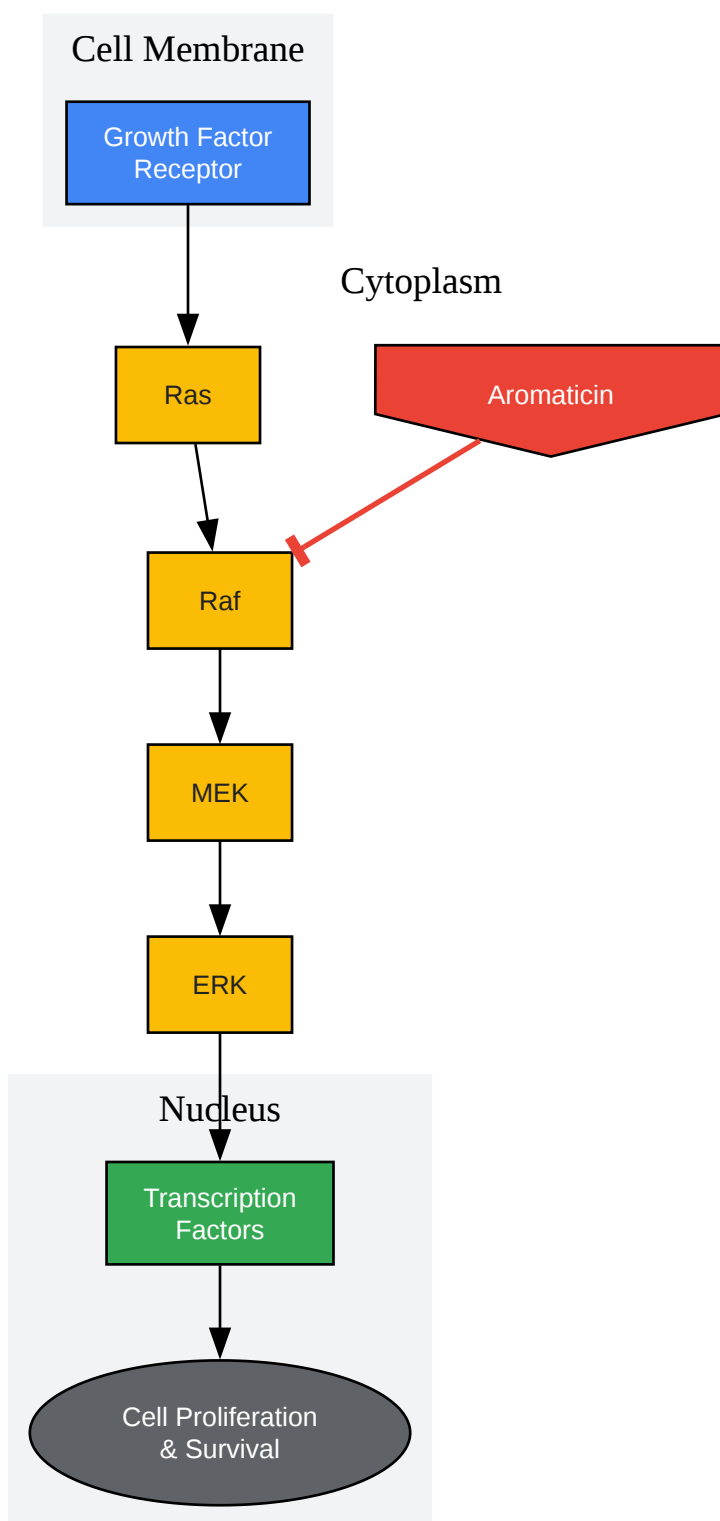 Cell Membrane
Growth Factor
Receptor
Cytoplasm
Ras
Aromaticin
Raf
MEK
ERK
Nucleus
Transcription
Factors
Cell Proliferation
& Survival